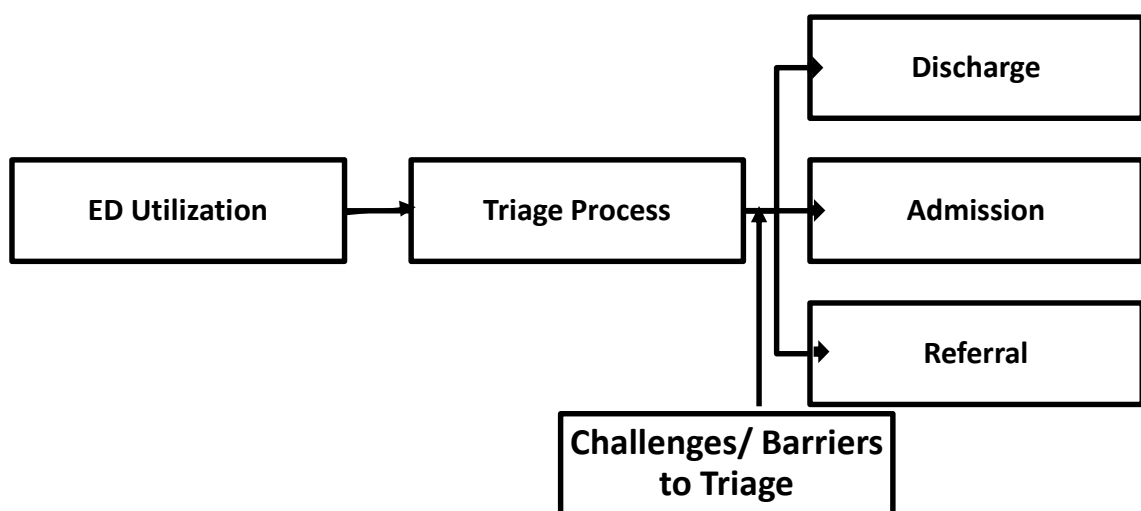 Discharge
ED Utilization
Triage Process
Admission
Referral
Challenges/ Barriers
to Triage